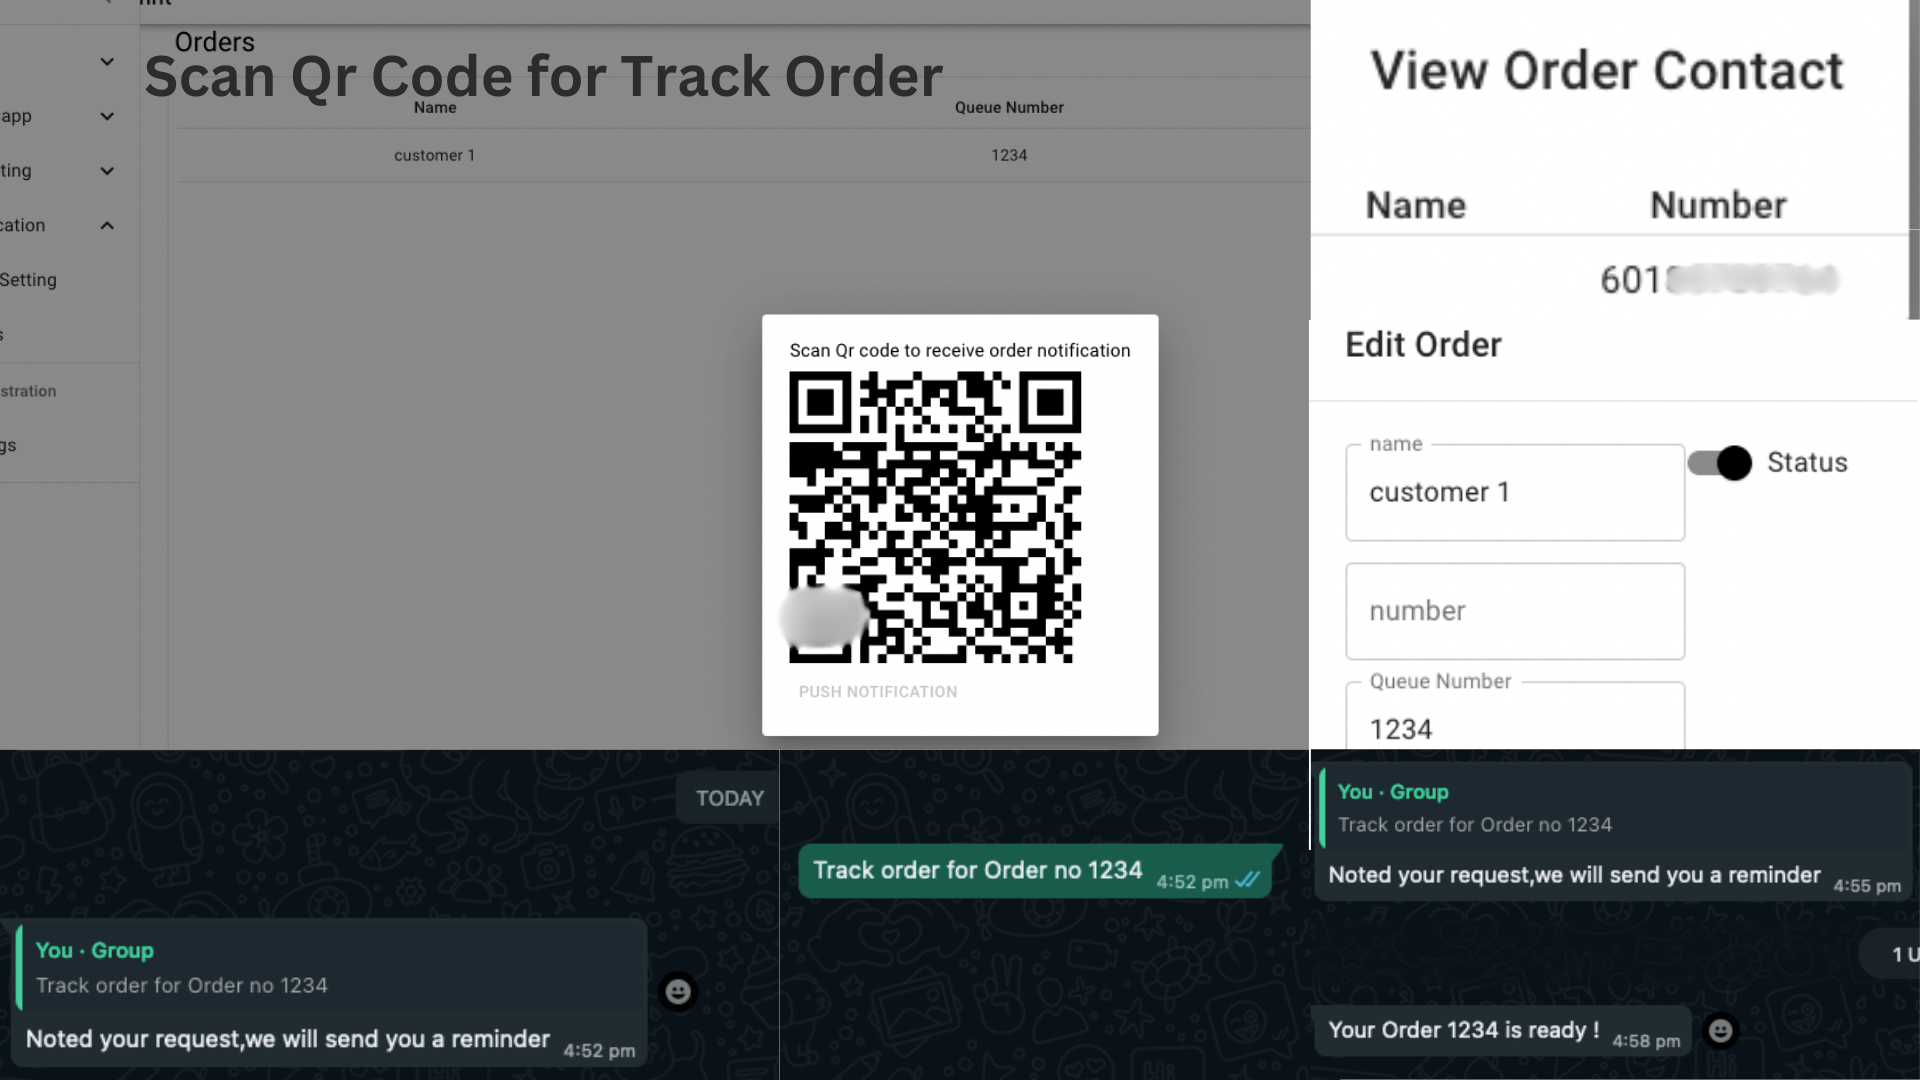 Orders
Scan Qr Code for Track Order
Name
Queue Number
customer 1
1234
app
ting
cation
Setting
s
stration
gs
Scan Qr code to receive order notification
PUSH NOTIFICATION
View Order Contact
Name
Number
601
Edit Order
name
customer 1
Status
number
Queue Number
1234
TODAY
You · Group
Track order for Order no 1234
Noted your request,we will send you a reminder
4:52 pm
Track order for Order no 1234
4:52 pm
You · Group
Track order for Order no 1234
Noted your request,we will send you a reminder
4:55 pm
1 U
Your Order 1234 is ready !
4:58 pm